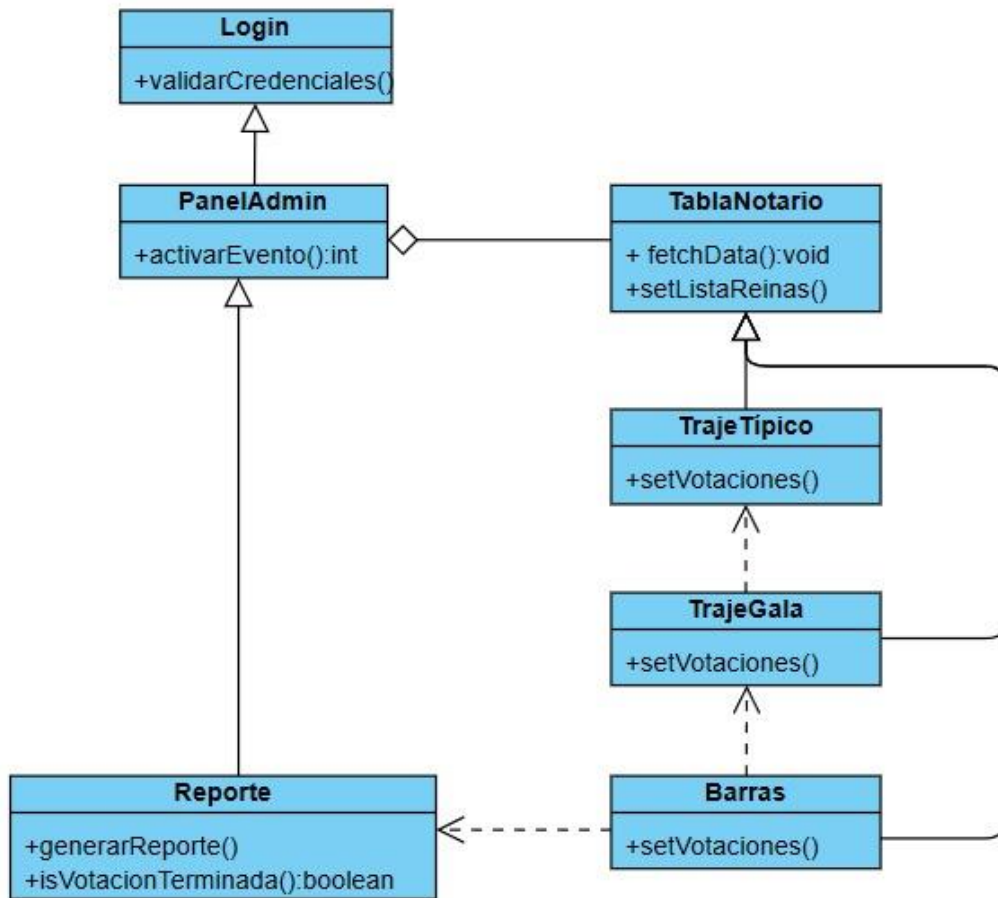 Login
+validarCredenciales()
PanelAdmin
+activarEvento():int
TablaNotario
+ fetchData():void
+setListaReinas()
TrajeTípico
+setVotaciones()
TrajeGala
+setVotaciones()
Reporte
+generarReporte()
+isVotacionTerminada():boolean
Barras
+setVotaciones()